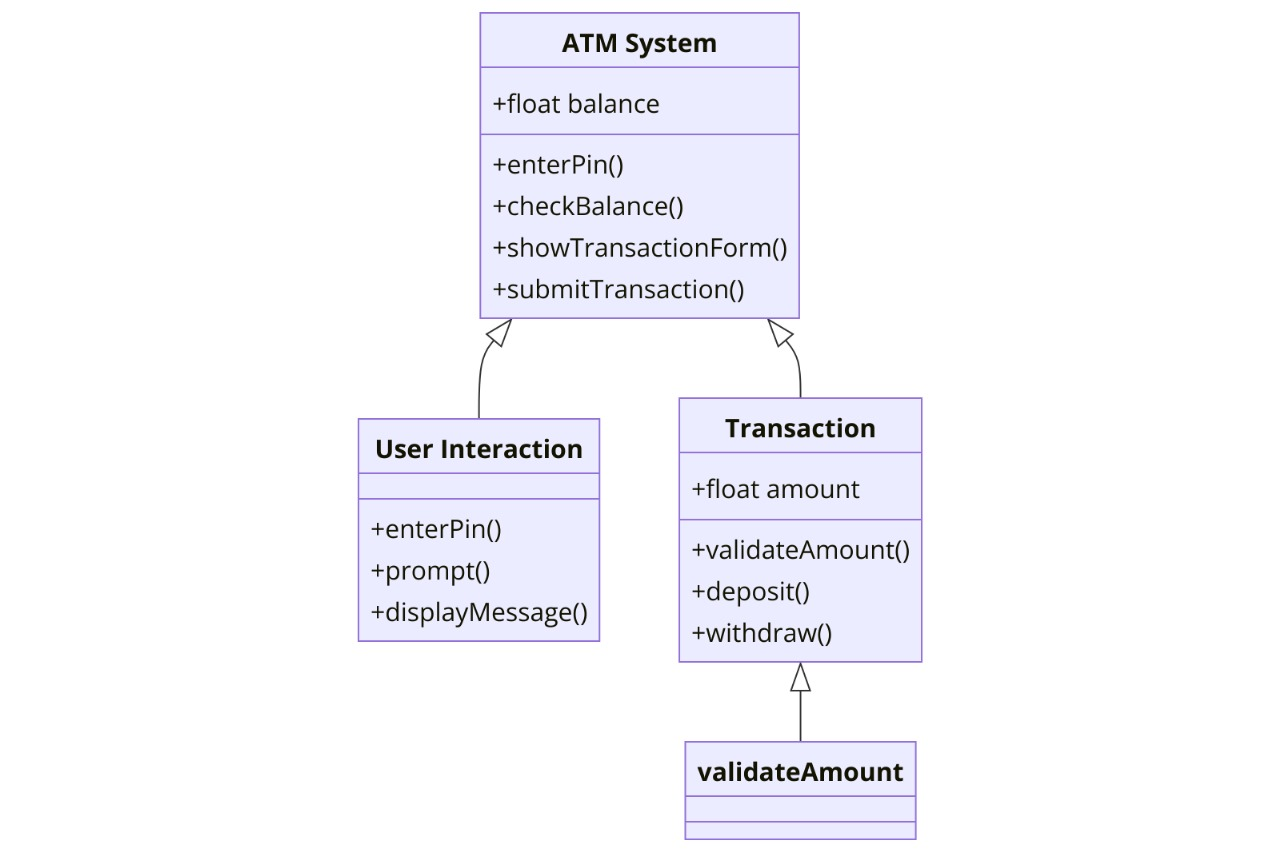 ATM System
+float balance
+enterPin()
+checkBalance()
+showTransactionForm()
+submitTransaction()
User Interaction
+enterPin()
+prompt()
+displayMessage()
Transaction
+float amount
+validateAmount()
+deposit()
+withdraw()
validateAmount